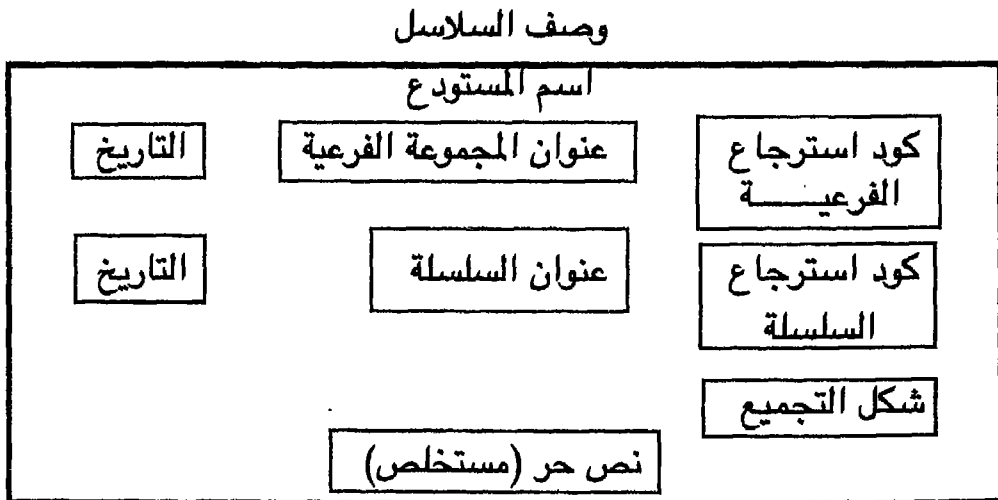 وصف السلاسل
اسم المستودع
كود استرجاع عنوان المجموعة الفرعية التاريخ
الفرعيــــة
كود استرجاع عنوان السلسلة التاريخ
السلسلة
شكل التجميع
نص حر (مستخلص)